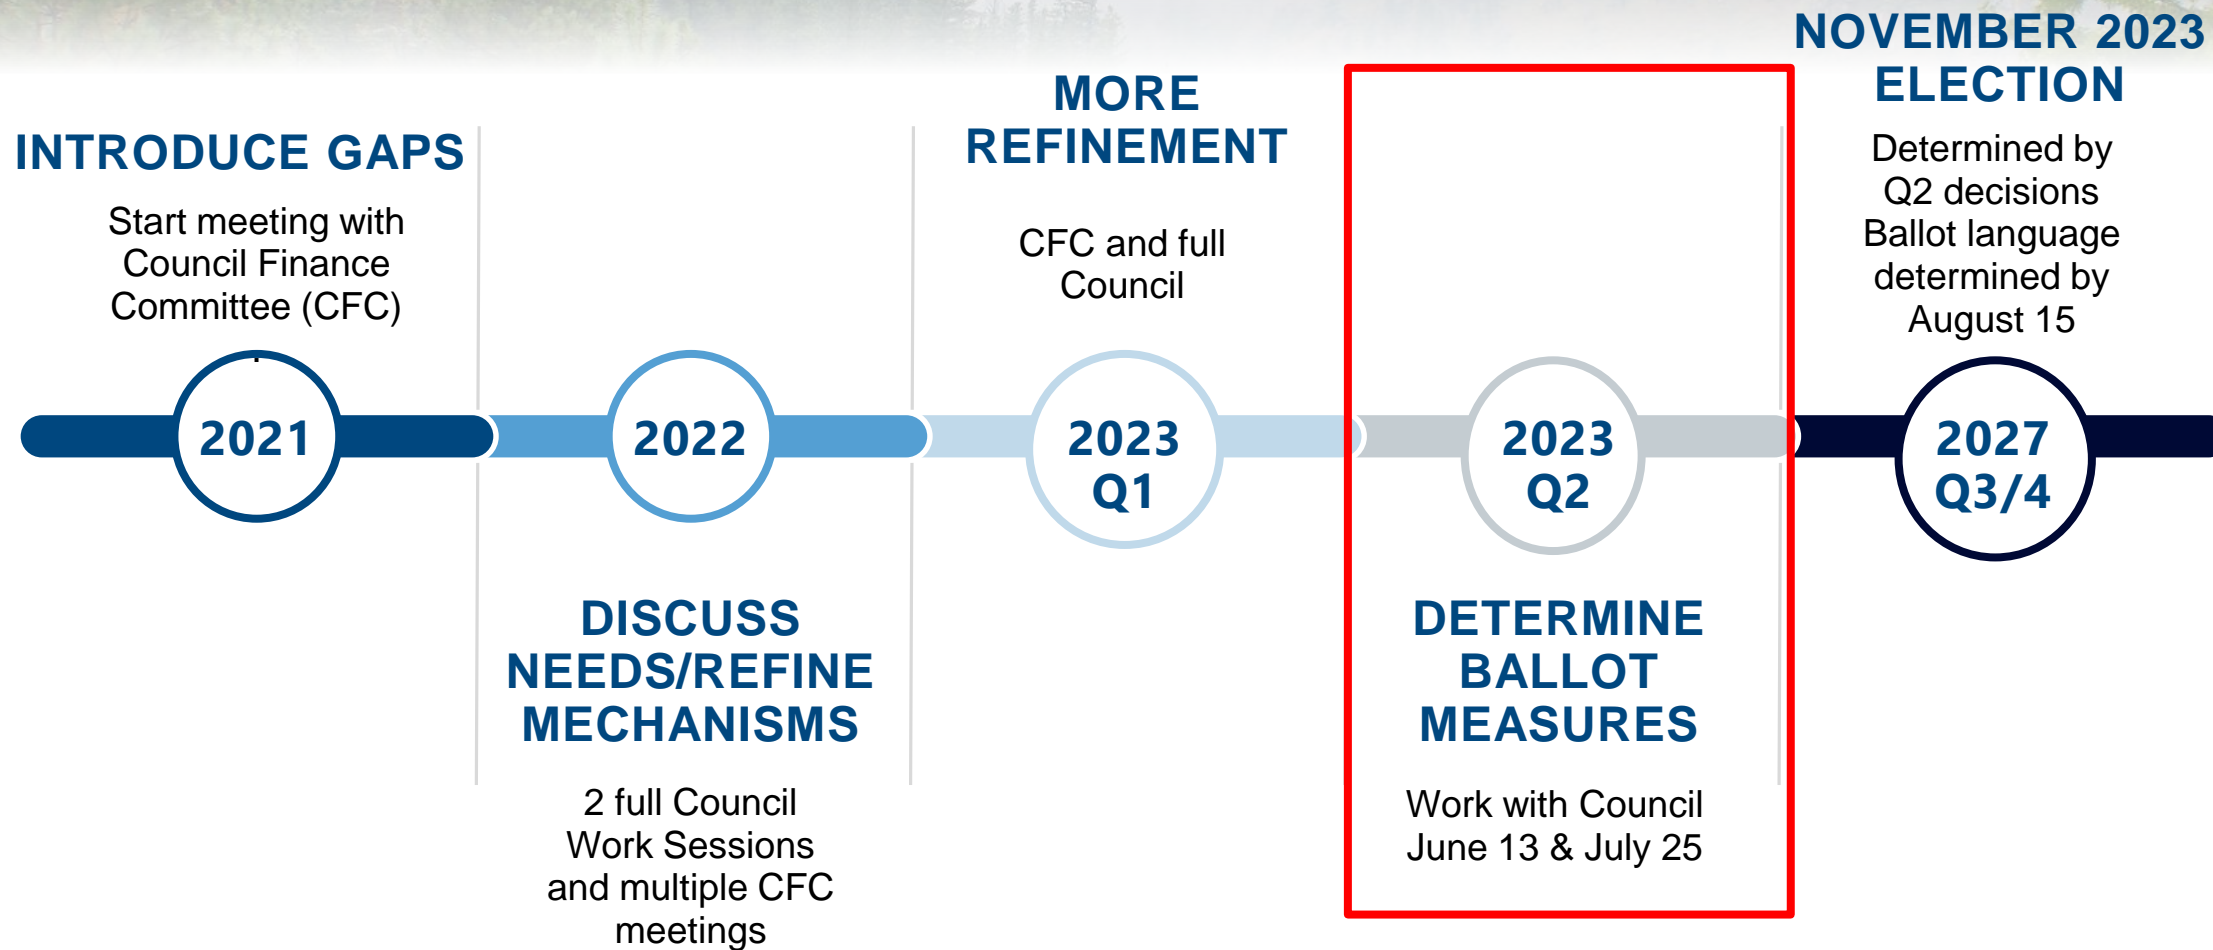 INTRODUCE GAPS
Start meeting with
Council Finance
Committee (CFC)
2021
2022
DISCUSS
NEEDS/REFINE
MECHANISMS
2 full Council
Work Sessions
and multiple CFC
meetings
MORE
REFINEMENT
CFC and full
Council
2023
Q1
2023
Q2
DETERMINE
BALLOT
MEASURES
Work with Council
June 13 & July 25
NOVEMBER 2023
ELECTION
Determined by
Q2 decisions
Ballot language
determined by
August 15
2027
Q3/4